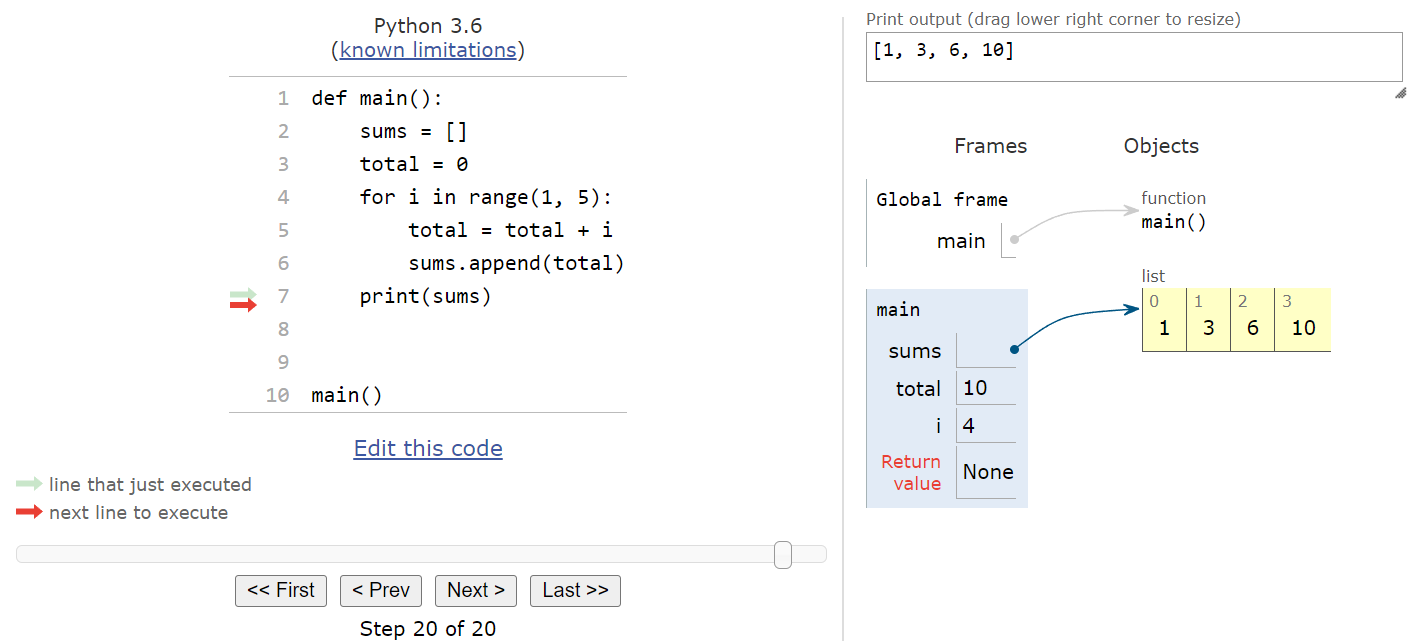 Python 3.6
(known limitations)
1 def main():
2     sums = []
3     total = 0
4     for i in range(1, 5):
5         total = total + i
6         sums.append(total)
7     print(sums)
8
9
10 main()
Edit this code
line that just executed
next line to execute
<< First < Prev Next > Last >>
Step 20 of 20
Print output (drag lower right corner to resize)
[1, 3, 6, 10]
Frames Objects
Global frame
main
function
main()
list
0 1 2 3
1 3 6 10
main
sums
total 10
i 4
Return
value None